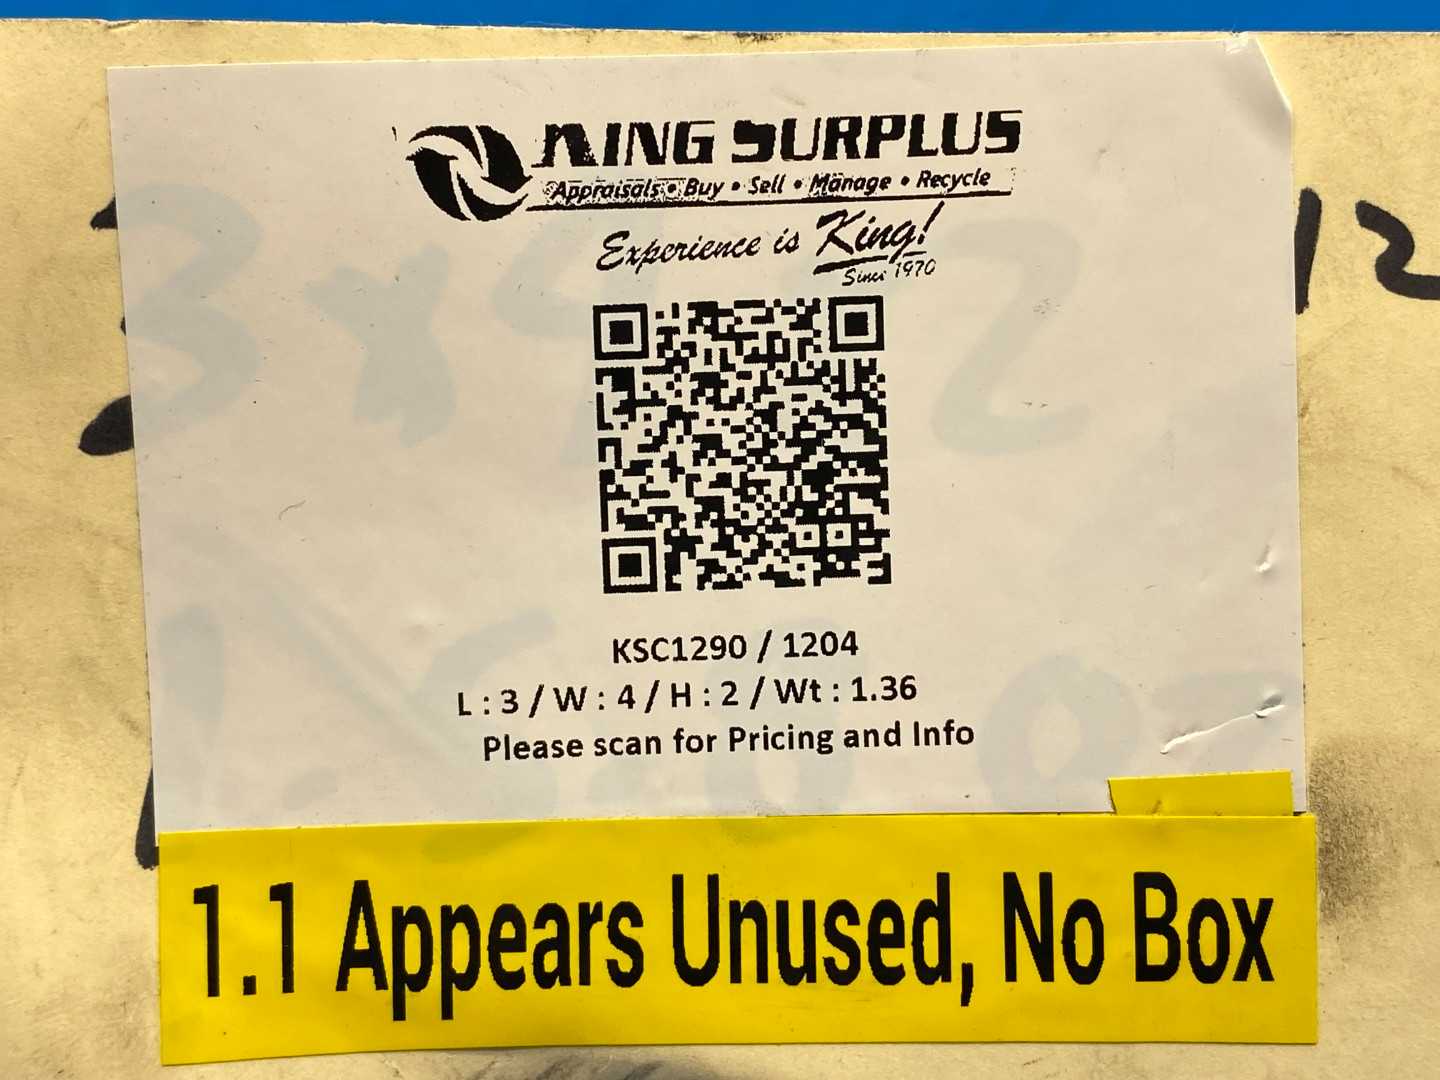 KING SURPLUS
Appraisals • Buy • Sell • Manage • Recycle
Experience is King!
Since 1970
KSC1290 / 1204
L : 3 / W : 4 / H : 2 / Wt : 1.36
Please scan for Pricing and Info
1.1 Appears Unused, No Box